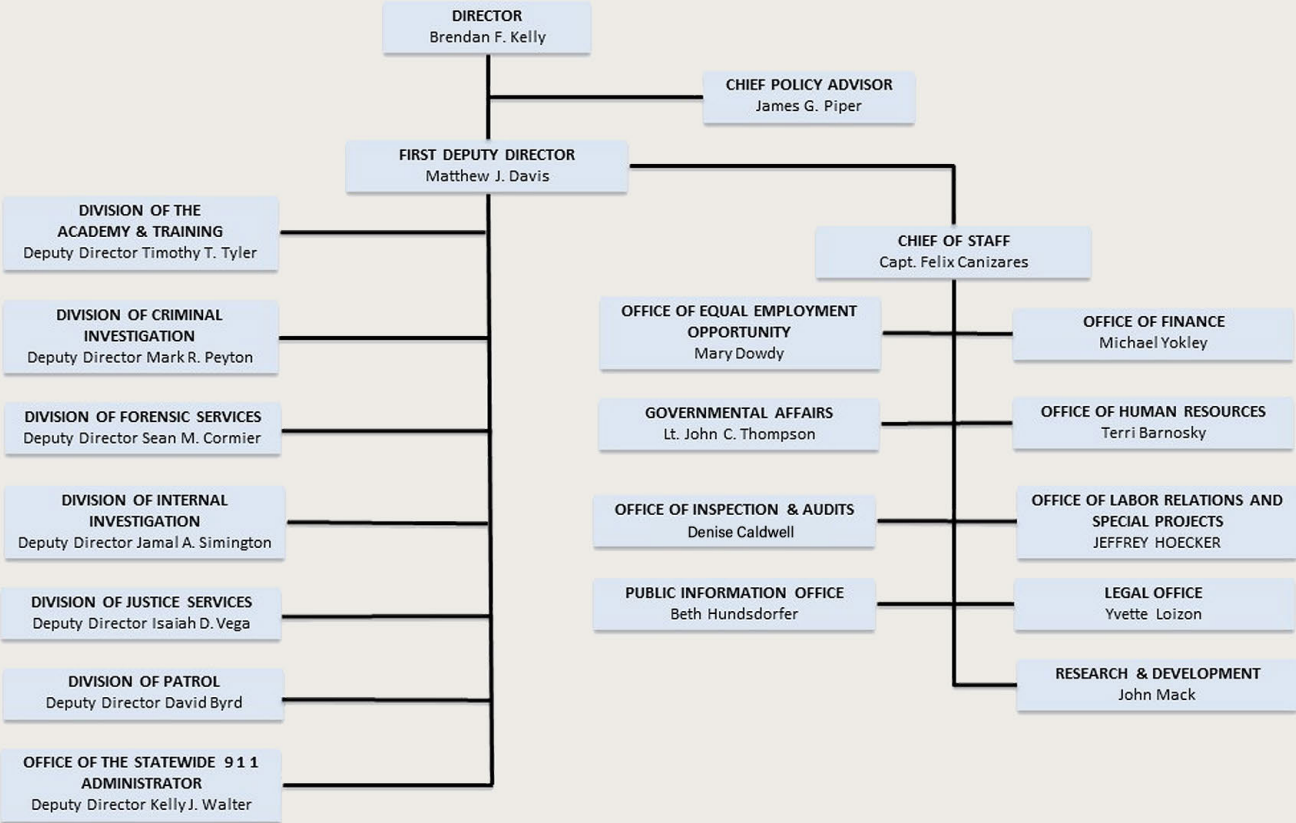 DIRECTOR
Brendan F. Kelly
CHIEF POLICY ADVISOR
James G. Piper
FIRST DEPUTY DIRECTOR
Matthew J. Davis
DIVISION OF THE
ACADEMY & TRAINING
Deputy Director Timothy T. Tyler
DIVISION OF CRIMINAL
INVESTIGATION
Deputy Director Mark R. Peyton
DIVISION OF FORENSIC SERVICES
Deputy Director Sean M. Cormier
DIVISION OF INTERNAL
INVESTIGATION
Deputy Director Jamal A. Simington
DIVISION OF JUSTICE SERVICES
Deputy Director Isaiah D. Vega
DIVISION OF PATROL
Deputy Director David Byrd
OFFICE OF THE STATEWIDE 9 1 1
ADMINISTRATOR
Deputy Director Kelly J. Walter
CHIEF OF STAFF
Capt. Felix Canizares
OFFICE OF EQUAL EMPLOYMENT
OPPORTUNITY
Mary Dowdy
GOVERNMENTAL AFFAIRS
Lt. John C. Thompson
OFFICE OF INSPECTION & AUDITS
Denise Caldwell
PUBLIC INFORMATION OFFICE
Beth Hundsdorfer
OFFICE OF FINANCE
Michael Yokley
OFFICE OF HUMAN RESOURCES
Terri Barnosky
OFFICE OF LABOR RELATIONS AND
SPECIAL PROJECTS
JEFFREY HOECKER
LEGAL OFFICE
Yvette Loizon
RESEARCH & DEVELOPMENT
John Mack